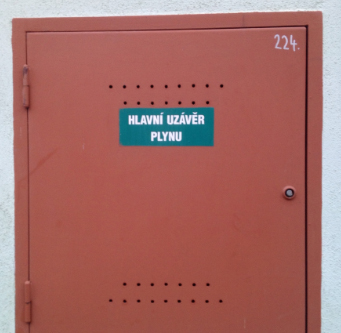 224.
HLAVNÍ UZÁVĚR
PLYNU